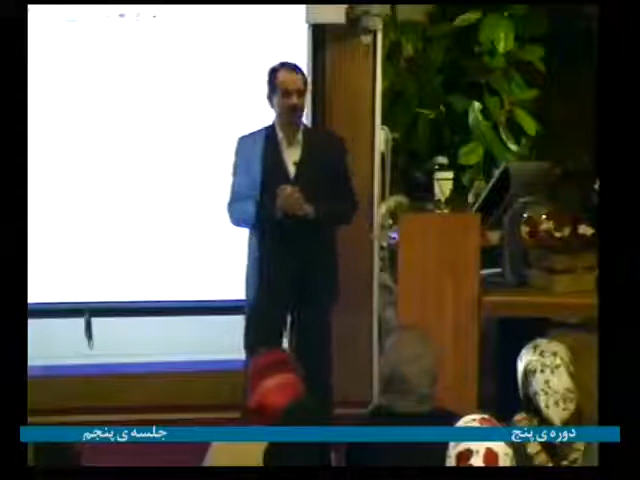 دوره ی پنج
جلسه ی پنجم